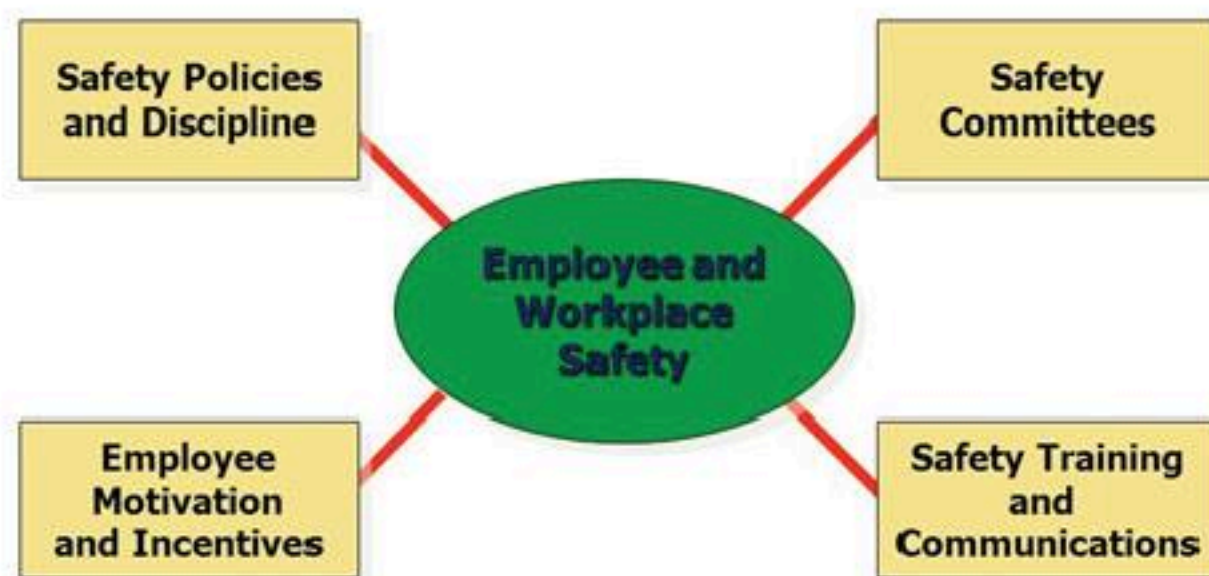 Safety Policies
and Discipline
Safety
Committees
Employee and
Workplace
Safety
Employee
Motivation
and Incentives
Safety Training
and
Communications